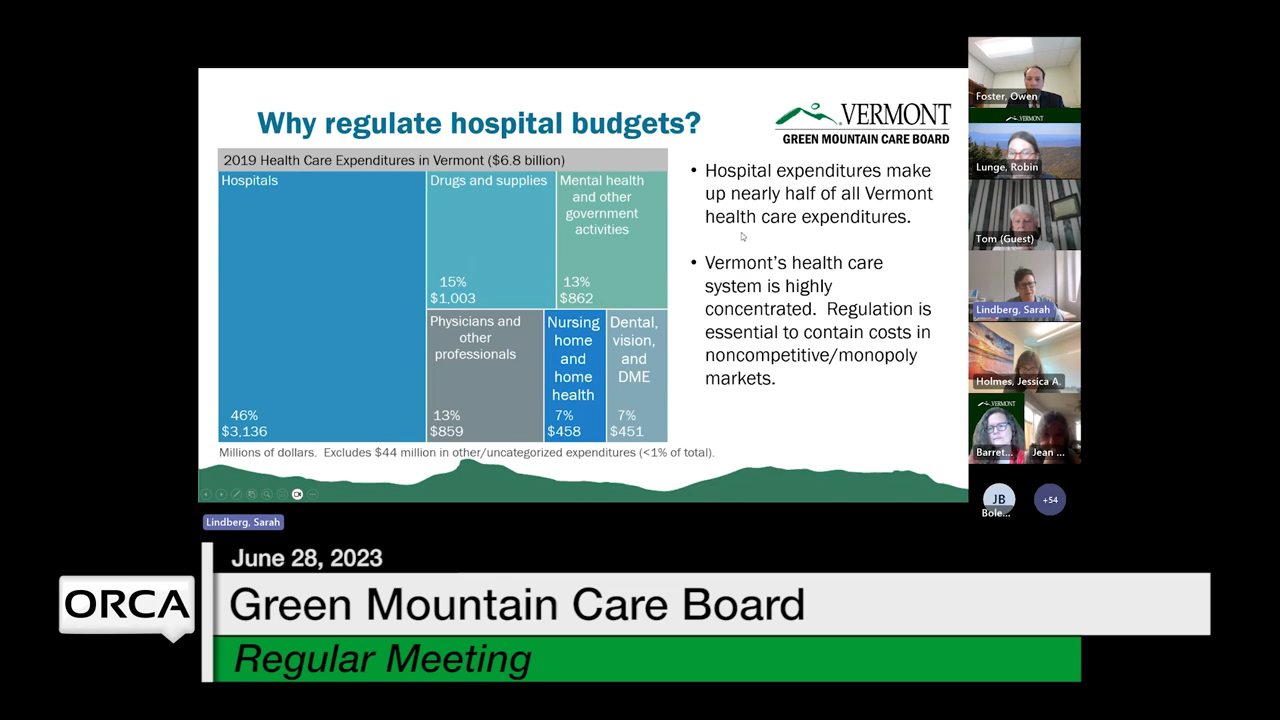 Why regulate hospital budgets?
VERMONT
GREEN MOUNTAIN CARE BOARD
2019 Health Care Expenditures in Vermont ($6.8 billion)
Hospitals
46%
$3,136
Drugs and supplies
15%
$1,003
Mental health
and other
government
activities
13%
$862
Physicians and
other
professionals
13%
$859
Nursing
home
and
home
health
7%
$458
Dental,
vision,
and
DME
7%
$451
Millions of dollars. Excludes $44 million in other/uncategorized expenditures (<1% of total).
• Hospital expenditures make
up nearly half of all Vermont
health care expenditures.
• Vermont’s health care
system is highly
concentrated. Regulation is
essential to contain costs in
noncompetitive/monopoly
markets.
Foster, Owen
VERMONT
Lunge, Robin
Tom (Guest)
Lindberg, Sarah
Holmes, Jessica A.
VERMONT
Barret...
Jean ...
JB
Bole...
+54
Lindberg, Sarah
June 28, 2023
ORCA
Green Mountain Care Board
Regular Meeting